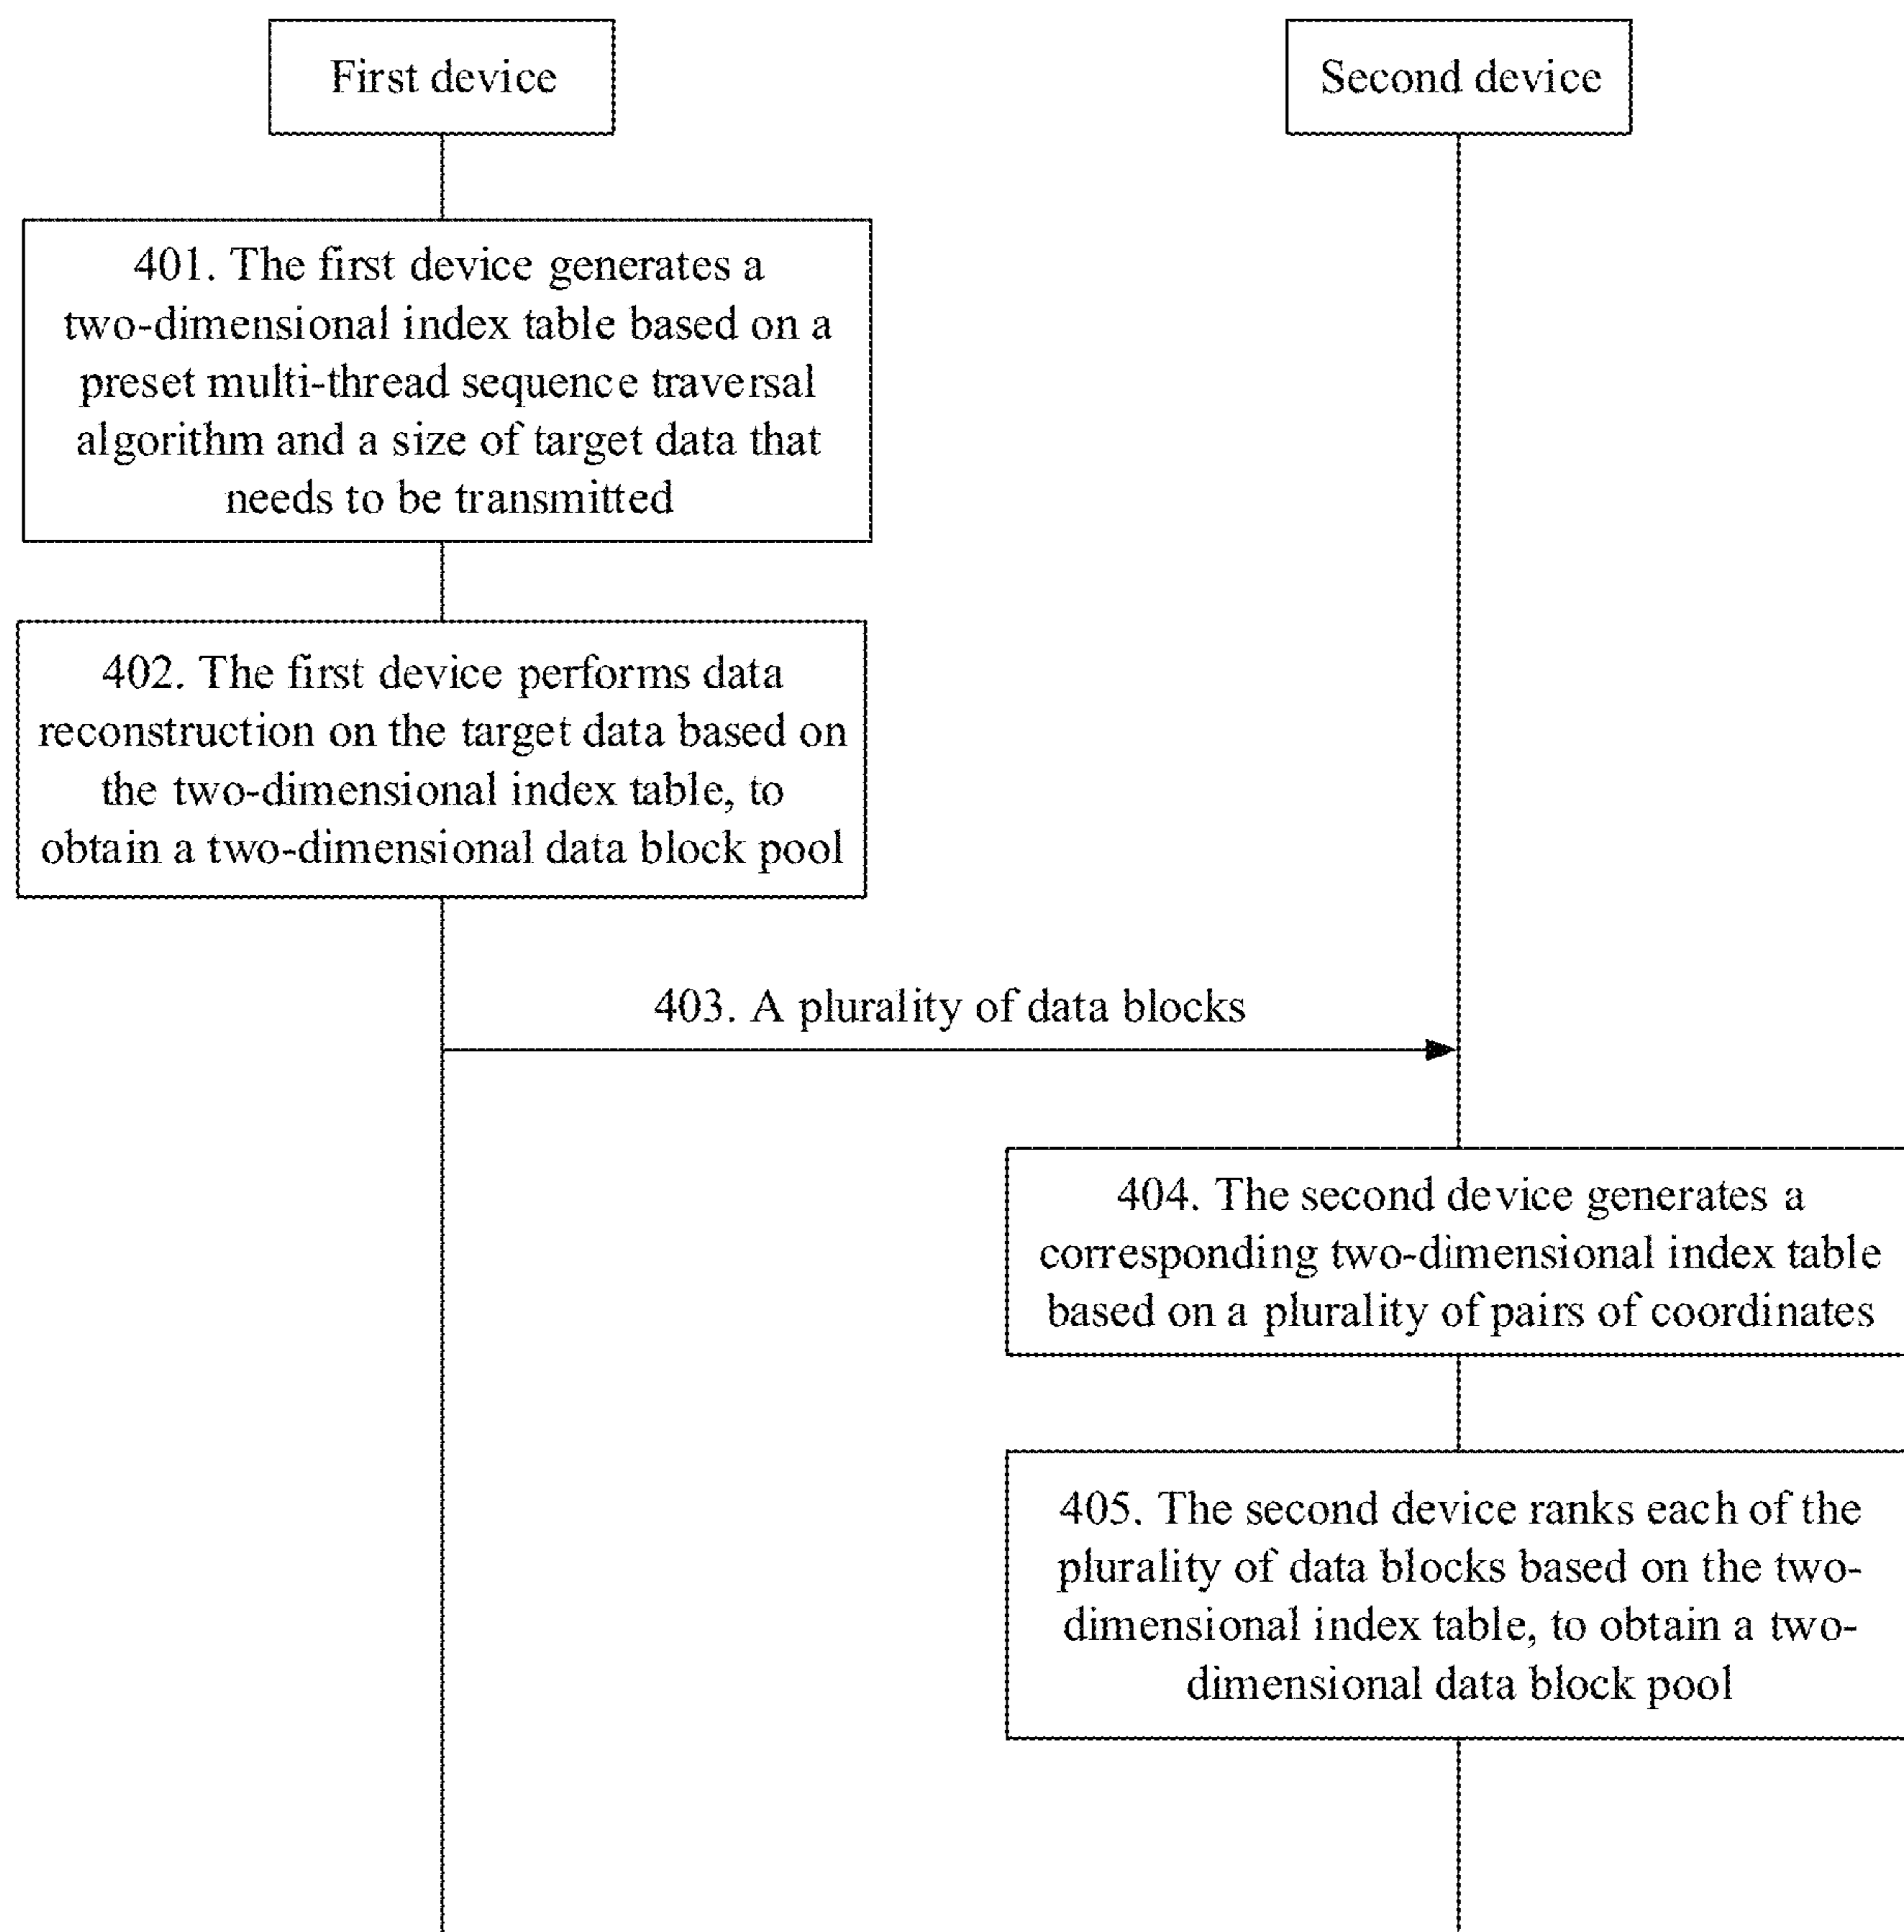 First device
Second device
401. The first device generates a
two-dimensional index table based on a
preset multi-thread sequence traversal
algorithm and a size of target data that
needs to be transmitted
402. The first device performs data
reconstruction on the target data based on
the two-dimensional index table, to
obtain a two-dimensional data block pool
403. A plurality of data blocks
404. The second device generates a
corresponding two-dimensional index table
based on a plurality of pairs of coordinates
405. The second device ranks each of the
plurality of data blocks based on the two-
dimensional index table, to obtain a two-
dimensional data block pool